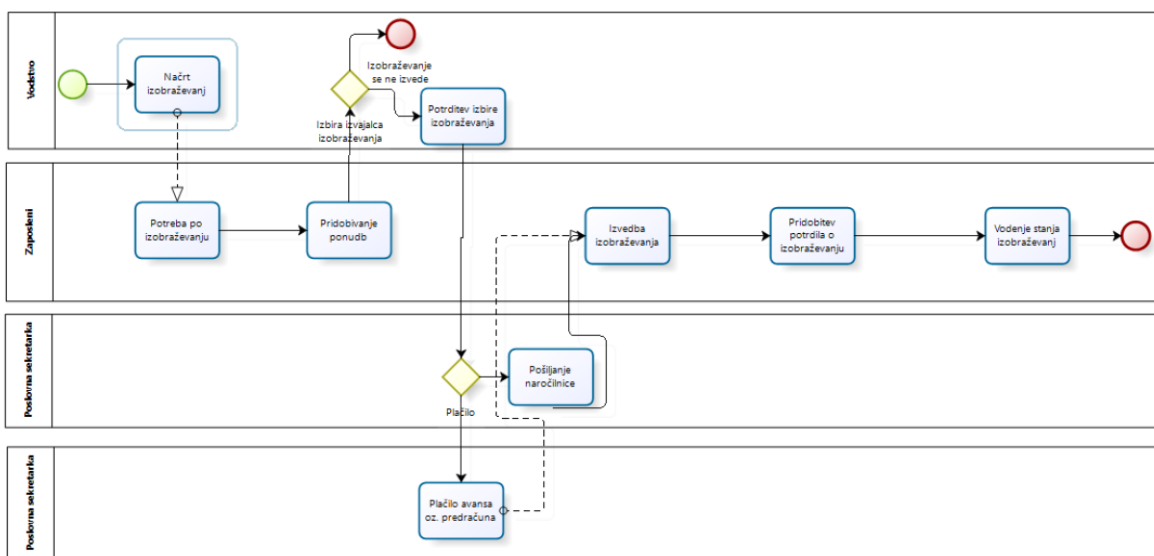 Vodstvo
Načrt
izobraževanj
Izobraževanje
se ne izvede
Izbira izvajalca
izobraževanja
Potrditev izbire
izobraževanja
Zaposleni
Potreba po
izobraževanju
Pridobivanje
ponudb
Izvedba
izobraževanja
Pridobitev
potrdila o
izobraževanju
Vodenje stanja
izobraževanj
Poslovna sekretarka
Plačilo
Pošiljanje
naročilnice
Poslovna sekretarka
Plačilo avansa
oz. predračuna